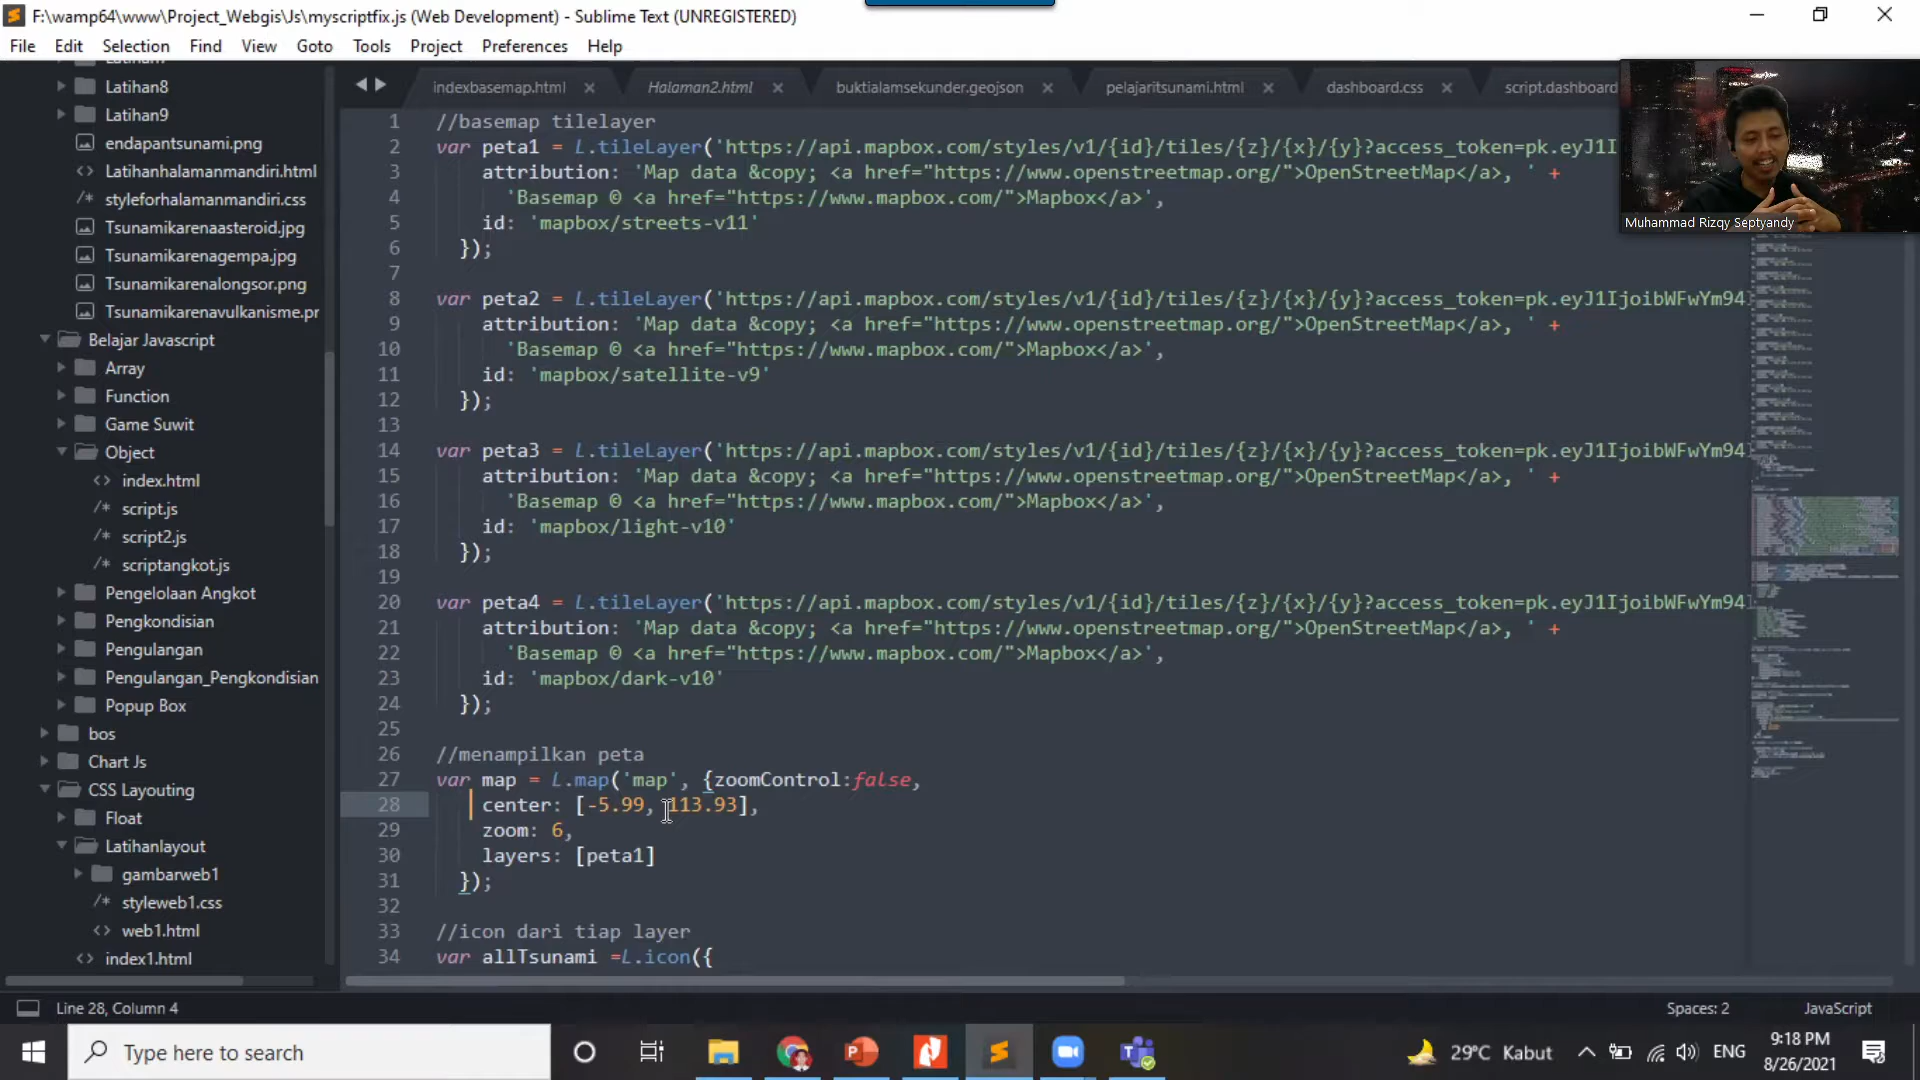 F:\wamp64\www\Project_Webgis\Js\myscriptfix.js (Web Development) - Sublime Text (UNREGISTERED)
File Edit Selection Find View Goto Tools Project Preferences Help
Latihan8
Latihan9
endapantsunami.png
Latihanhalamanmandiri.html
styleforhalamanmandiri.css
Tsunamikarenaasteroid.jpg
Tsunamikarenagempa.jpg
Tsunamikarenalongsor.png
Tsunamikarenavulkanisme.pr
Belajar Javascript
Array
Function
Game Suwit
Object
index.html
script.js
script2.js
scriptangkot.js
Pengelolaan Angkot
Pengkondisian
Pengulangan
Pengulangan_Pengkondisian
Popup Box
bos
Chart Js
CSS Layouting
Float
Latihanlayout
gambarweb1
styleweb1.css
web1.html
index1.html
indexbasemap.html Halaman2.html buktialamsekunder.geojson pelajaritsunami.html dashboard.css script.dashboard
Muhammad Rizqy Septyandy
1 //basemap tilelayer
2 var peta1 = L.tileLayer('https://api.mapbox.com/styles/v1/{id}/tiles/{z}/{x}/{y}?access_token=pk.eyJ1I
3 attribution: 'Map data &copy; <a href="https://www.openstreetmap.org/">OpenStreetMap</a>, ' +
4 'Basemap © <a href="https://www.mapbox.com/">Mapbox</a>',
5 id: 'mapbox/streets-v11'
6 });
7
8 var peta2 = L.tileLayer('https://api.mapbox.com/styles/v1/{id}/tiles/{z}/{x}/{y}?access_token=pk.eyJ1IjoibWFwYm94
9 attribution: 'Map data &copy; <a href="https://www.openstreetmap.org/">OpenStreetMap</a>, ' +
10 'Basemap © <a href="https://www.mapbox.com/">Mapbox</a>',
11 id: 'mapbox/satellite-v9'
12 });
13
14 var peta3 = L.tileLayer('https://api.mapbox.com/styles/v1/{id}/tiles/{z}/{x}/{y}?access_token=pk.eyJ1IjoibWFwYm94
15 attribution: 'Map data &copy; <a href="https://www.openstreetmap.org/">OpenStreetMap</a>, ' +
16 'Basemap © <a href="https://www.mapbox.com/">Mapbox</a>',
17 id: 'mapbox/light-v10'
18 });
19
20 var peta4 = L.tileLayer('https://api.mapbox.com/styles/v1/{id}/tiles/{z}/{x}/{y}?access_token=pk.eyJ1IjoibWFwYm94
21 attribution: 'Map data &copy; <a href="https://www.openstreetmap.org/">OpenStreetMap</a>, ' +
22 'Basemap © <a href="https://www.mapbox.com/">Mapbox</a>',
23 id: 'mapbox/dark-v10'
24 });
25
26 //menampilkan peta
27 var map = L.map('map', {zoomControl:false,
28 center: [-5.99, 113.93],
29 zoom: 6,
30 layers: [peta1]
31 });
32
33 //icon dari tiap layer
34 var allTsunami =L.icon({
Line 28, Column 4 Spaces: 2 JavaScript
Type here to search
29°C Kabut ENG
9:18 PM
8/26/2021